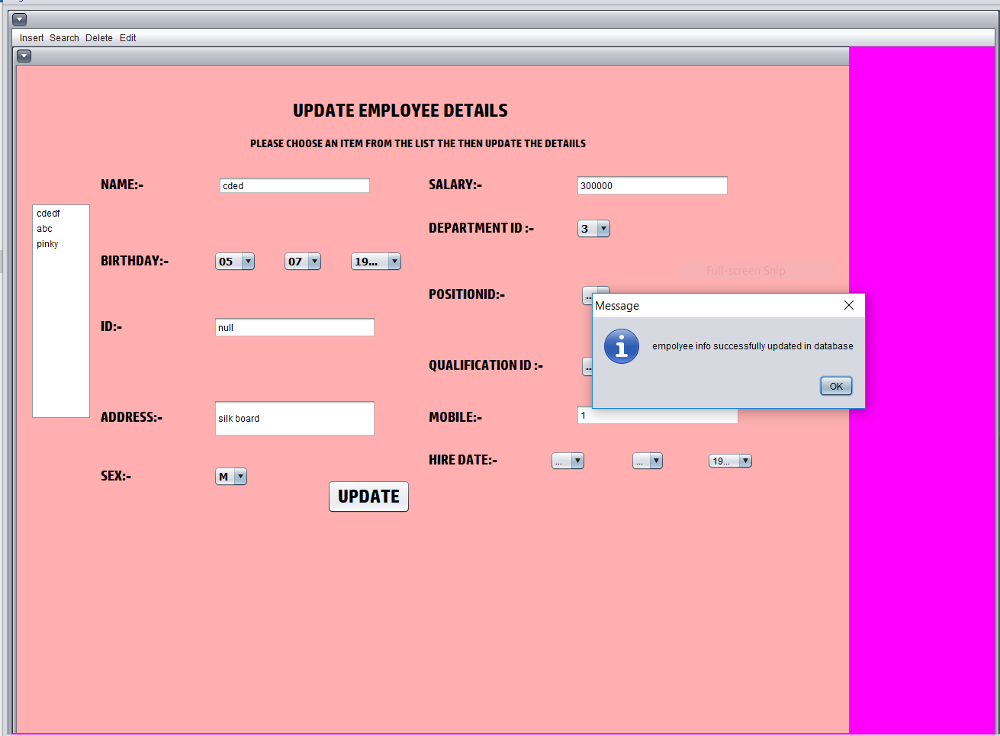 Insert Search Delete Edit
UPDATE EMPLOYEE DETAILS
PLEASE CHOOSE AN ITEM FROM THE LIST THE THEN UPDATE THE DETAIILS
NAME:-
cded
SALARY:-
300000
cdedf
abc
pinky
DEPARTMENT ID :-
3
BIRTHDAY:-
05
07
19...
Full-screen Snip
POSITIONID:-
..
Message
ID:-
null
empolyee info successfully updated in database
QUALIFICATION ID :-
..
OK
ADDRESS:-
silk board
MOBILE:-
1
HIRE DATE:-
...
...
19...
SEX:-
M
UPDATE